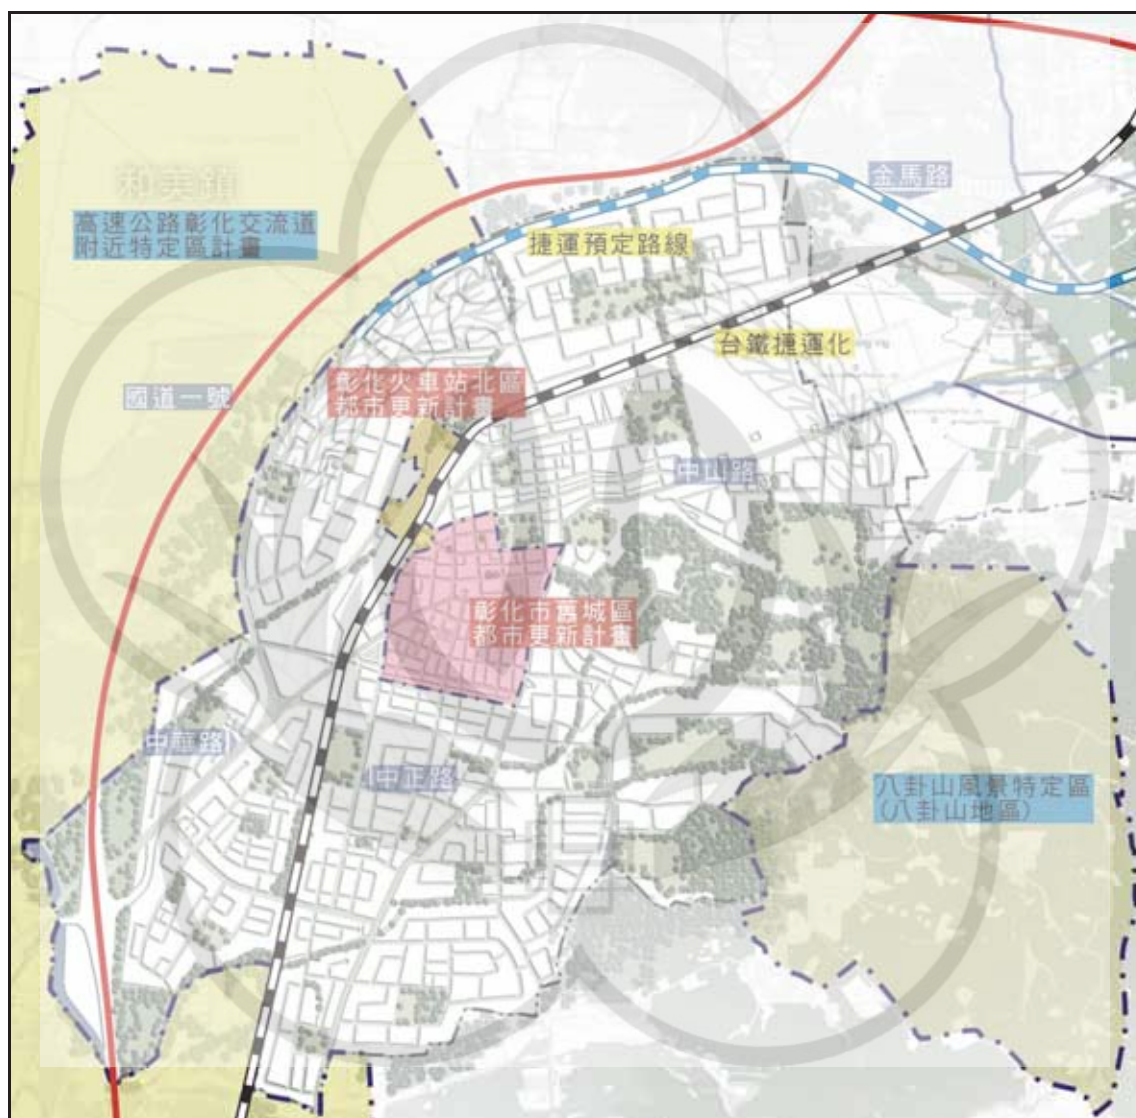 和美鎮
金馬路
高速公路彰化交流道
附近特定區計畫
捷運預定路線
台鐵捷運化
彰化火車站北區
都市更新計畫
國道一號
中山路
彰化市舊城區
都市更新計畫
中華路
中正路
八卦山風景特定區
(八卦山地區)